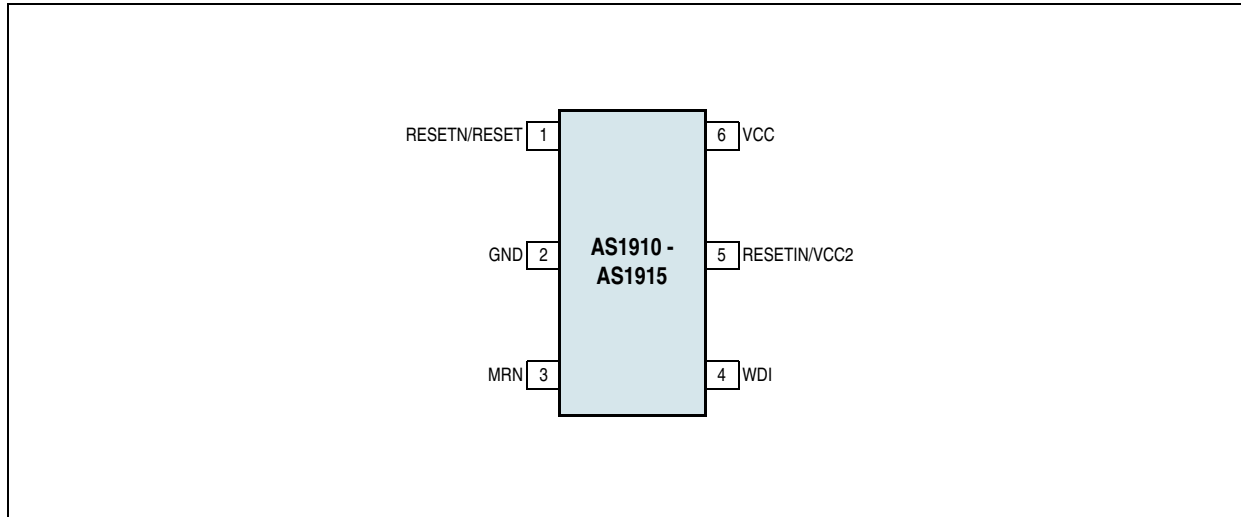 RESETN/RESET 1
6 VCC
GND 2
AS1910 -
AS1915
5 RESETIN/VCC2
MRN 3
4 WDI